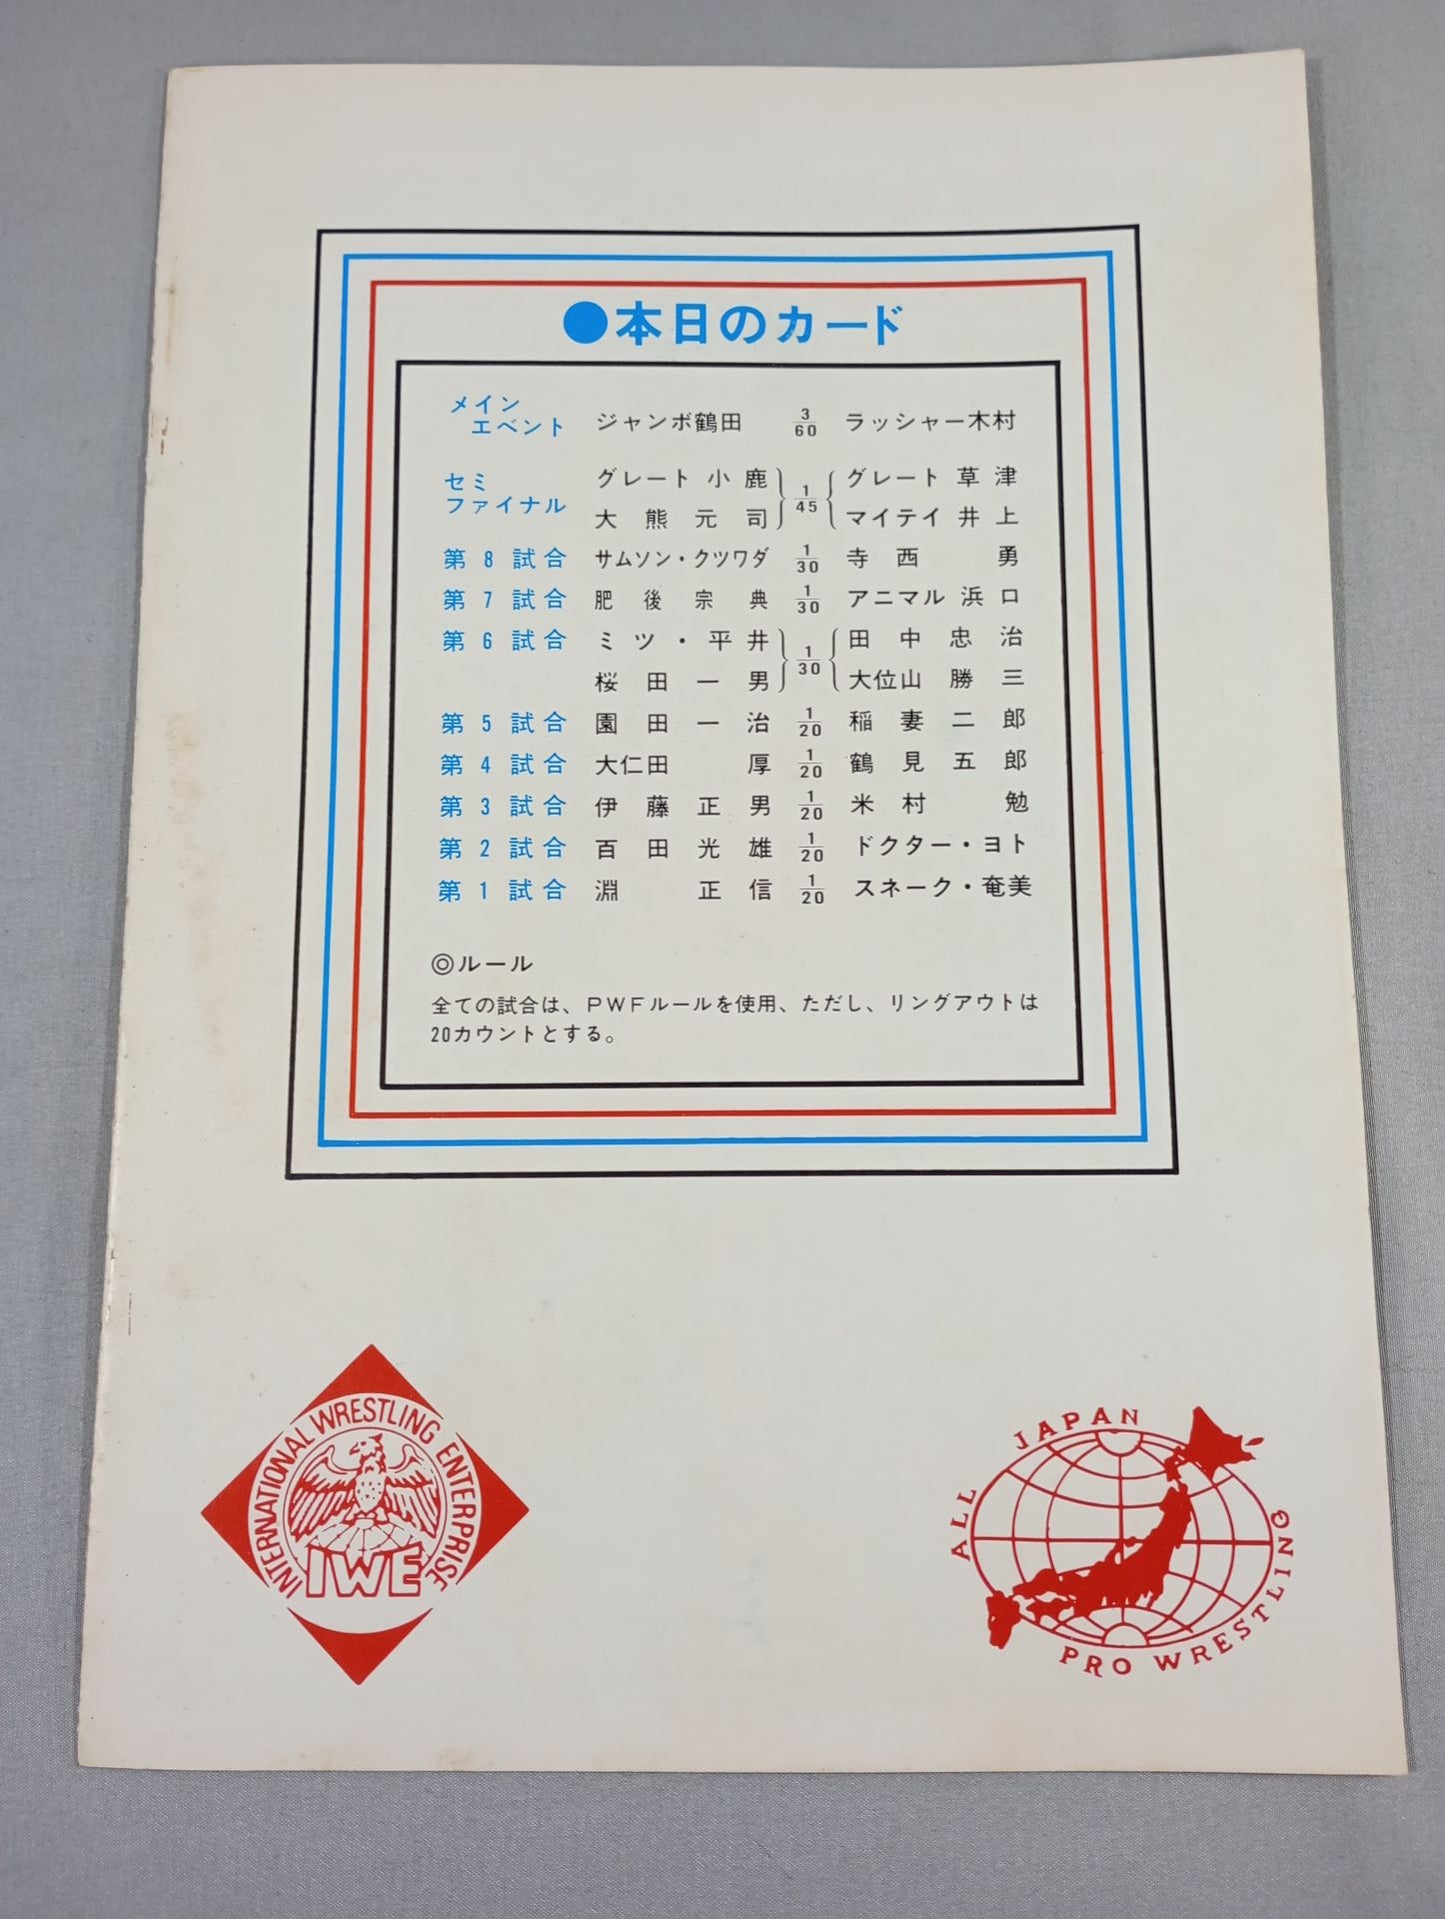 ●本日のカード
メイン
エベント ジャンボ鶴田 3/60 ラッシャー木村
セミ
ファイナル グレート小鹿 大熊元司 1/45 グレート草津 マイテイ井上
第8試合 サムソン・クツワダ 1/30 寺西勇
第7試合 肥後宗典 1/30 アニマル浜口
第6試合 ミツ・平井 桜田一男 1/30 田中忠治 大位山勝三
第5試合 園田一治 1/20 稲妻二郎
第4試合 大仁田厚 1/20 鶴見五郎
第3試合 伊藤正男 1/20 米村勉
第2試合 百田光雄 1/20 ドクター・ヨト
第1試合 淵正信 1/20 スネーク・奄美
◎ルール
全ての試合は、PWFルールを使用、ただし、リングアウトは
20カウントとする。
INTERNATIONAL WRESTLING ENTERPRISE
IWE
ALL JAPAN
PRO WRESTLING